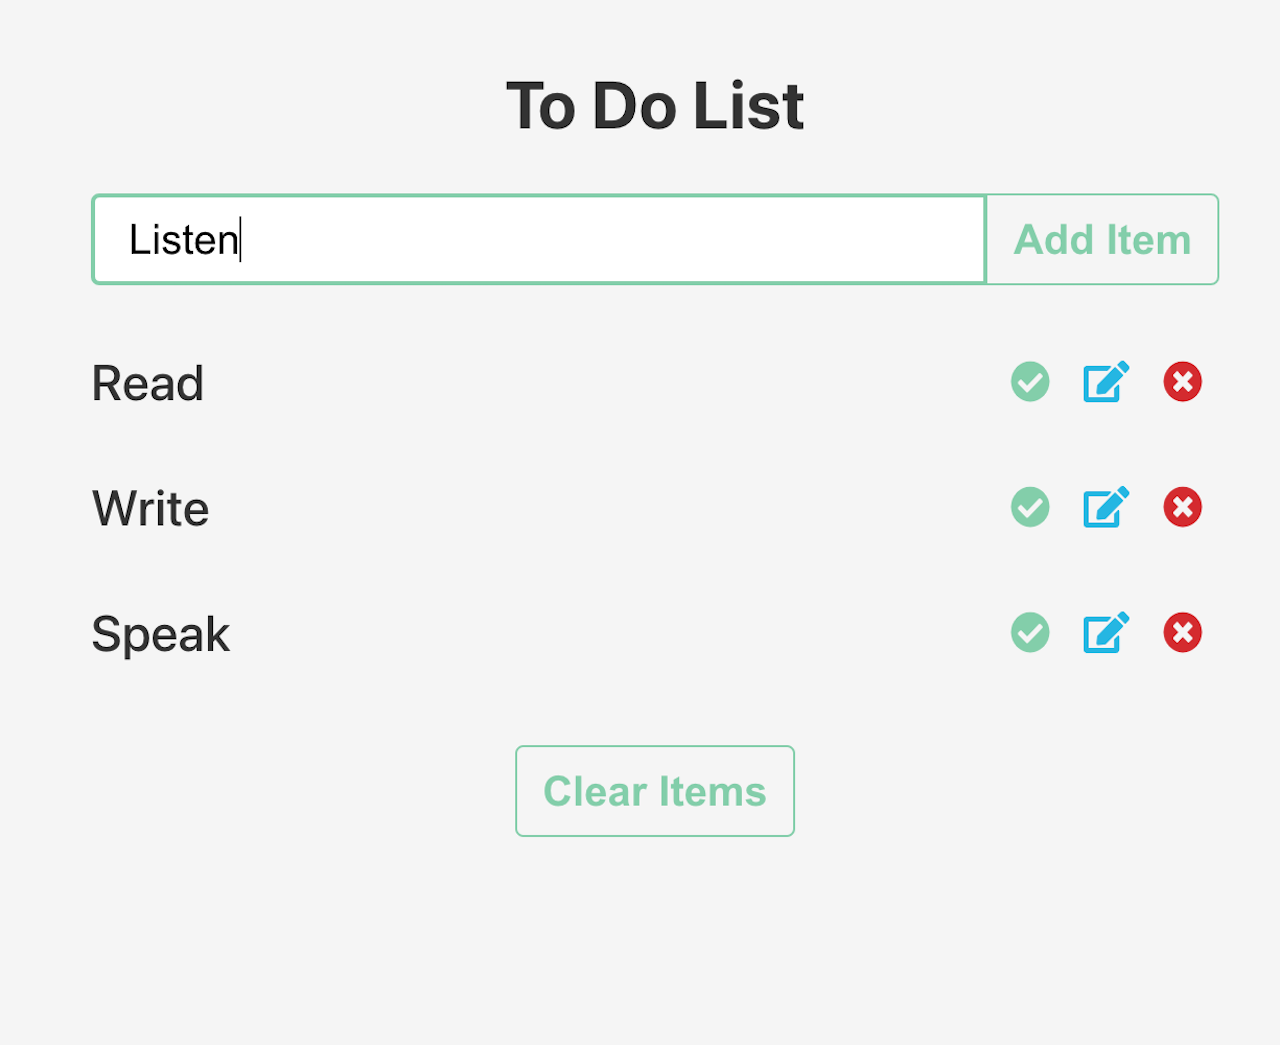 To Do List
Listen
Add Item
Read
Write
Speak
Clear Items